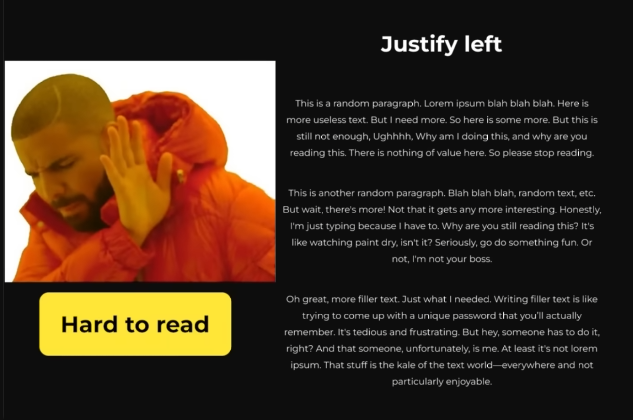 Justify left
This is a random paragraph. Lorem ipsum blah blah blah. Here is
more useless text. But I need more. So here is some more. But this is
still not enough, Ughhhh, Why am I doing this, and why are you
reading this. There is nothing of value here. So please stop reading.
This is another random paragraph. Blah blah blah, random text, etc.
But wait, there's more! Not that it gets any more interesting. Honestly,
I'm just typing because I have to. Why are you still reading this? It's
like watching paint dry, isn't it? Seriously, go do something fun. Or
not, I'm not your boss.
Oh great, more filler text. Just what I needed. Writing filler text is like
trying to come up with a unique password that you'll actually
remember. It's tedious and frustrating. But hey, someone has to do it,
right? And that someone, unfortunately, is me. At least it's not lorem
ipsum. That stuff is the kale of the text world—everywhere and not
particularly enjoyable.
Hard to read